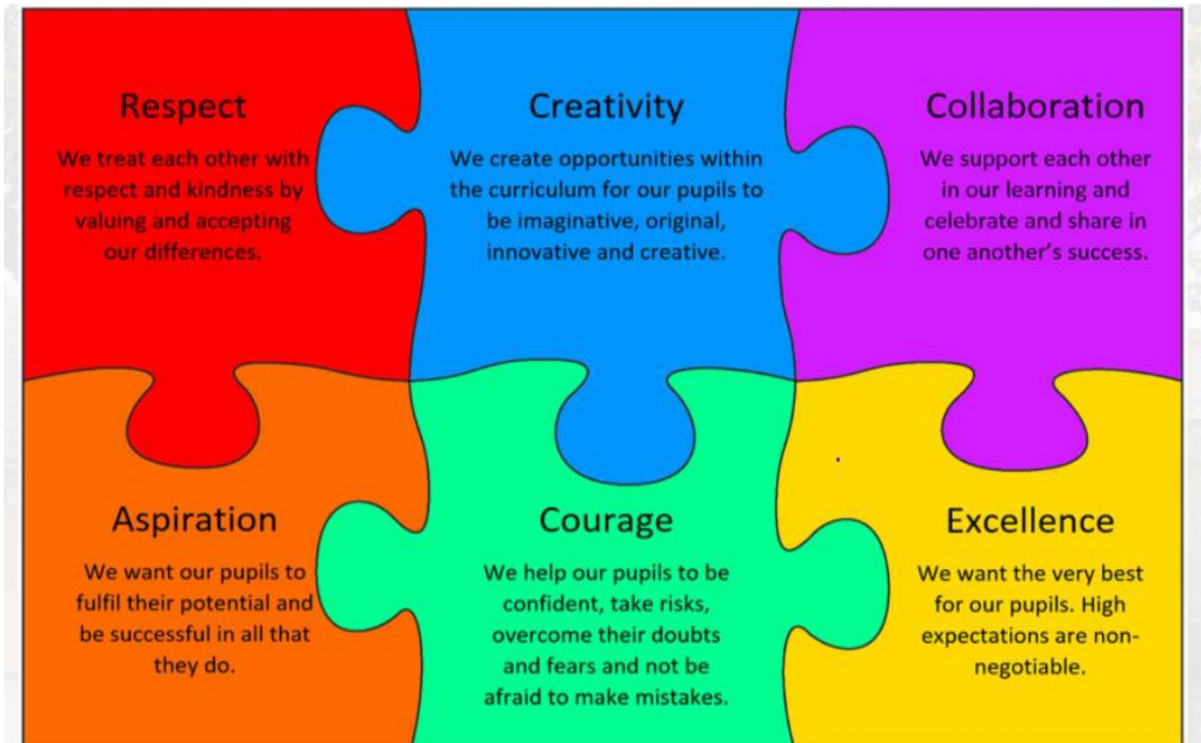 Respect
We treat each other with
respect and kindness by
valuing and accepting
our differences.
Creativity
We create opportunities within
the curriculum for our pupils to
be imaginative, original,
innovative and creative.
Collaboration
We support each other
in our learning and
celebrate and share in
one another’s success.
Aspiration
We want our pupils to
fulfil their potential and
be successful in all that
they do.
Courage
We help our pupils to be
confident, take risks,
overcome their doubts
and fears and not be
afraid to make mistakes.
Excellence
We want the very best
for our pupils. High
expectations are non-
negotiable.